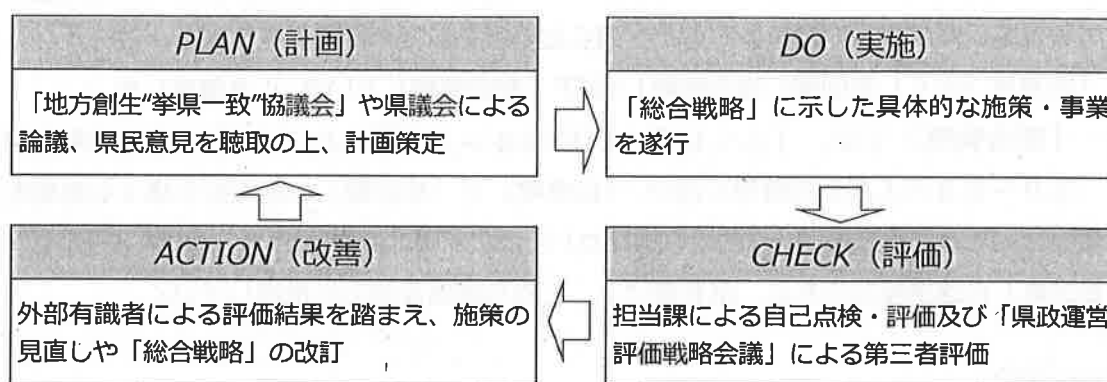 PLAN（計画）
「地方創生“挙県一致”協議会」や県議会による
論議、県民意見を聴取の上、計画策定
DO（実施）
「総合戦略」に示した具体的な施策・事業
を遂行
ACTION（改善）
外部有識者による評価結果を踏まえ、施策の
見直しや「総合戦略」の改訂
CHECK（評価）
担当課による自己点検・評価及び「県政運営
評価戦略会議」による第三者評価